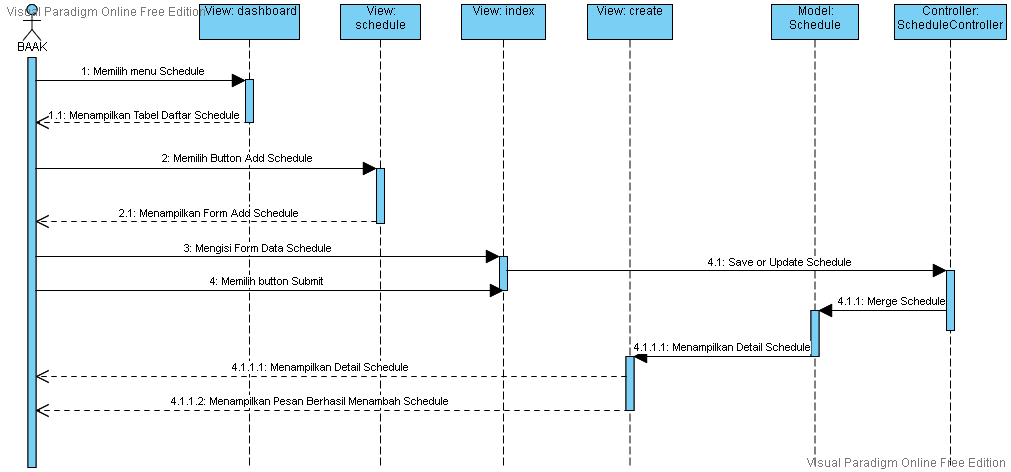 Visual Paradigm Online Free Edition
View: dashboard
View:
schedule
View: index
View: create
Model:
Schedule
Controller:
ScheduleController
BAAK
1: Memilih menu Schedule
1.1: Menampilkan Tabel Daftar Schedule
2: Memilih Button Add Schedule
2.1: Menampilkan Form Add Schedule
3: Mengisi Form Data Schedule
4.1: Save or Update Schedule
4: Memilih button Submit
4.1.1: Merge Schedule
4.1.1.1: Menampilkan Detail Schedule
4.1.1.1: Menampilkan Detail Schedule
4.1.1.2: Menampilkan Pesan Berhasil Menambah Schedule
Visual Paradigm Online Free Edition